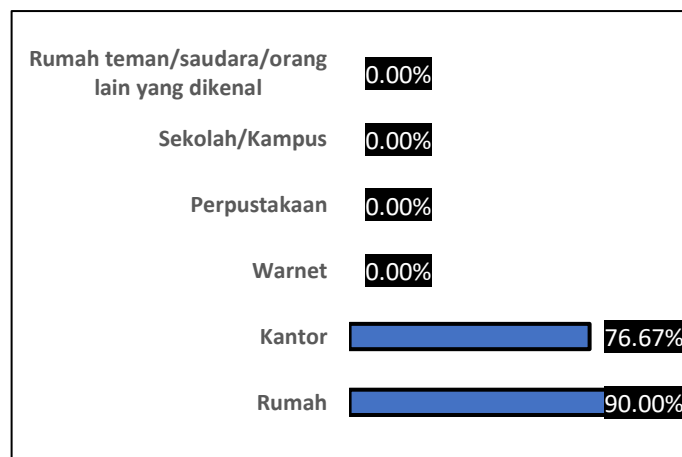 Rumah teman/saudara/orang
lain yang dikenal
0.00%
Sekolah/Kampus
0.00%
Perpustakaan
0.00%
Warnet
0.00%
Kantor
76.67%
Rumah
90.00%